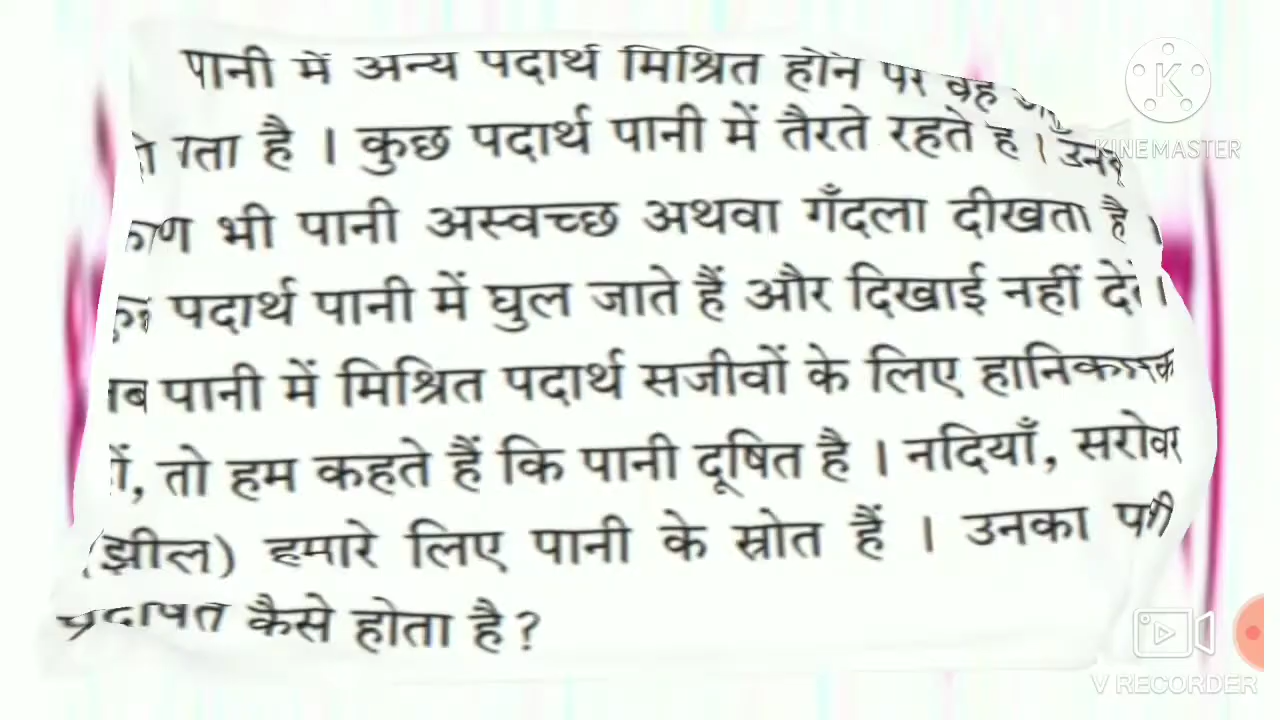 पानी में अन्य पदार्थ मिश्रित होने पर वह
है । कुछ पदार्थ पानी में तैरते रहते
भी पानी अस्वच्छ अथवा गँदला दीखता है ।
पदार्थ पानी में घुल जाते हैं और दिखाई नहीं देते ।
पानी में मिश्रित पदार्थ सजीवों के लिए हानिकारक
तो हम कहते हैं कि पानी दूषित है । नदियाँ, सरोवर
(झील) हमारे लिए पानी के स्रोत हैं । उनका पानी
कैसे होता है ?
K
KINEMASTER
V RECORDER